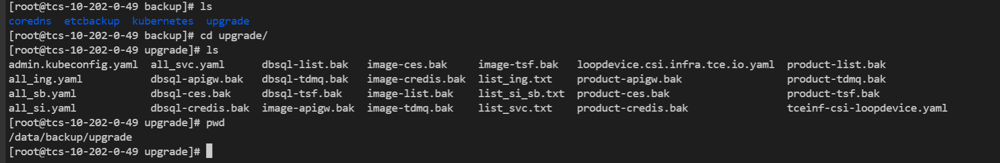 [root@tcs-10-202-0-49 backup]# ls
coredns  etcbackup  kubernetes  upgrade
[root@tcs-10-202-0-49 backup]# cd upgrade/
[root@tcs-10-202-0-49 upgrade]# ls
admin.kubeconfig.yaml  all_svc.yaml      dbsql-list.bak   image-ces.bak     image-tsf.bak   loopdevice.csi.infra.tce.io.yaml  product-list.bak
all_ing.yaml           dbsql-apigw.bak   dbsql-tdmq.bak   image-credis.bak  list_ing.txt    product-apigw.bak                 product-tdmq.bak
all_sb.yaml            dbsql-ces.bak     dbsql-tsf.bak    image-list.bak    list_si_sb.txt  product-ces.bak                   product-tsf.bak
all_si.yaml            dbsql-credis.bak  image-apigw.bak  image-tdmq.bak    list_svc.txt    product-credis.bak                tceinf-csi-loopdevice.yaml
[root@tcs-10-202-0-49 upgrade]# pwd
/data/backup/upgrade
[root@tcs-10-202-0-49 upgrade]#